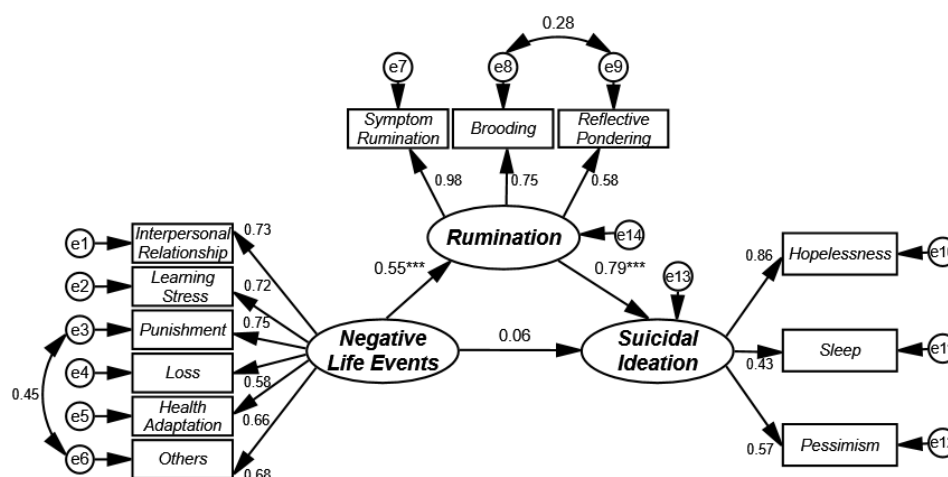 0.28
e7
e8
e9
Symptom
Rumination
Brooding
Reflective
Pondering
0.98
0.75
0.58
Rumination
e14
e1
Interpersonal
Relationship
0.73
0.55***
0.79***
e13
0.86
Hopelessness
e2
Learning
Stress
0.72
e3
Punishment
0.75
Negative
Life Events
0.06
Suicidal
Ideation
Sleep
0.43
0.45
e4
Loss
0.58
e5
Health
Adaptation
0.66
Pessimism
0.57
e6
Others
0.68